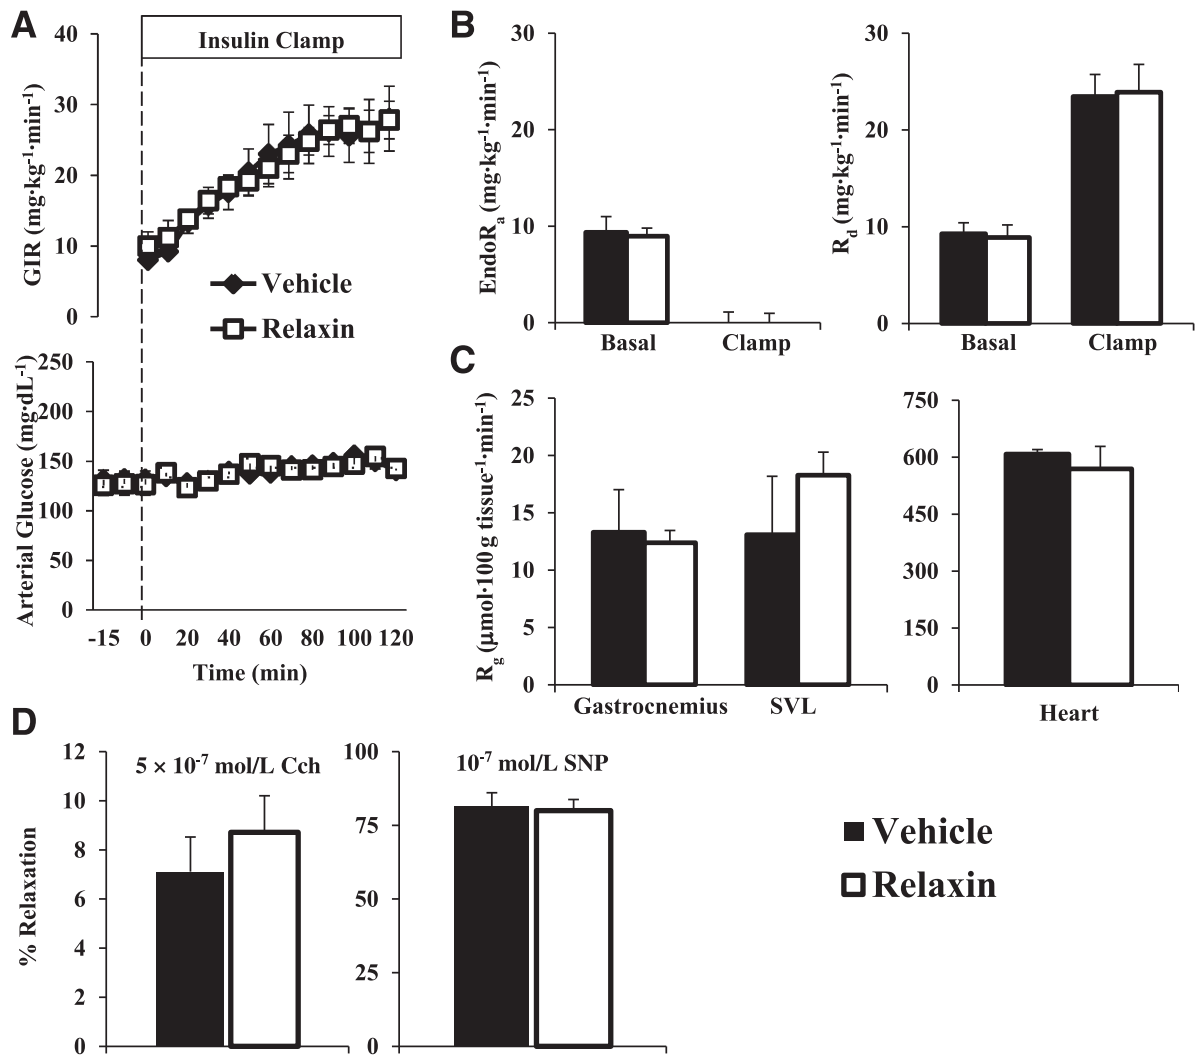 A
Insulin Clamp
GIR (mg·kg⁻¹·min⁻¹)
40
30
20
10
0
Vehicle
Relaxin
Arterial Glucose (mg·dL⁻¹)
250
200
150
100
50
0
-15 0 20 40 60 80 100 120
Time (min)
B
EndoRₐ (mg·kg⁻¹·min⁻¹)
30
20
10
0
Basal Clamp
R_d (mg·kg⁻¹·min⁻¹)
30
20
10
0
Basal Clamp
C
R_g (μmol·100g tissue⁻¹·min⁻¹)
25
20
15
10
5
0
Gastrocnemius SVL
750
600
450
300
150
0
Heart
D
% Relaxation
12
10
8
6
4
2
0
5 × 10⁻⁷ mol/L Cch
100
75
50
25
0
10⁻⁷ mol/L SNP
Vehicle
Relaxin